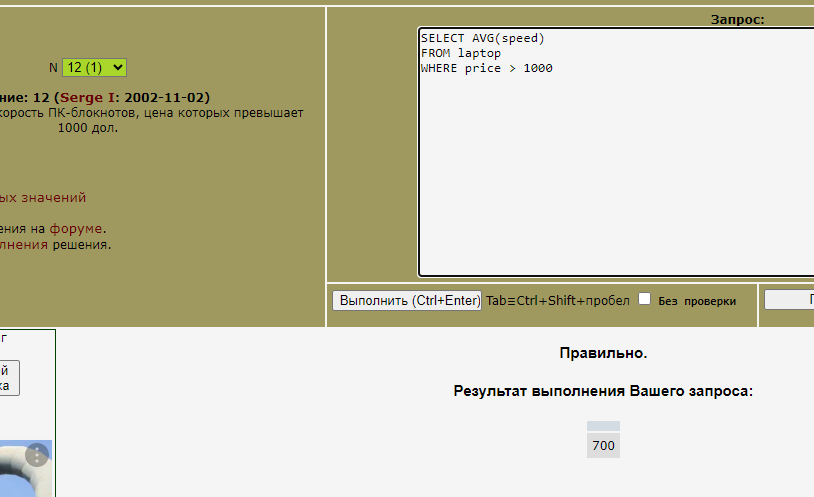 N 12 (1)
ние: 12 (Serge I: 2002-11-02)
корость ПК-блокнотов, цена которых превышает
1000 дол.
ых значений
ения на форуме.
лнения решения.
Запрос:
SELECT AVG(speed)
FROM laptop
WHERE price > 1000
Выполнить (Ctrl+Enter) Tab≡Ctrl+Shift+пробел Без проверки
П
г
й
ка
Правильно.
Результат выполнения Вашего запроса:
700